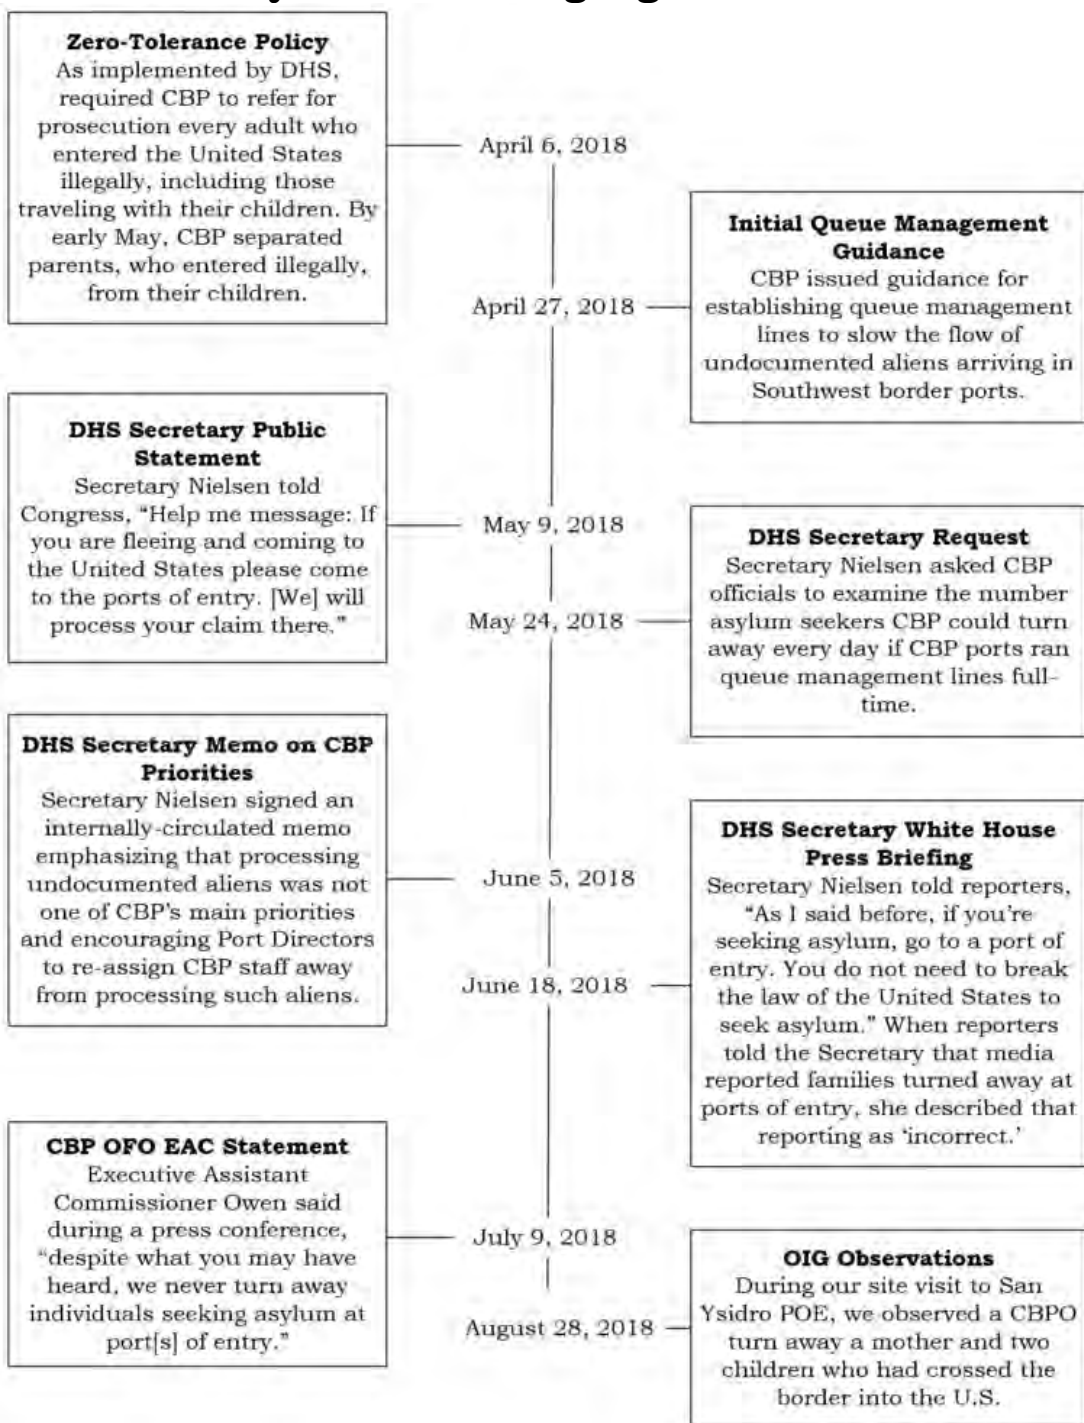 Zero-Tolerance Policy
As implemented by DHS,
required CBP to refer for
prosecution every adult who
entered the United States
illegally, including those
traveling with their children. By
early May, CBP separated
parents, who entered illegally,
from their children.
April 6, 2018
Initial Queue Management
Guidance
CBP issued guidance for
establishing queue management
lines to slow the flow of
undocumented aliens arriving in
Southwest border ports.
April 27, 2018
DHS Secretary Public
Statement
Secretary Nielsen told
Congress, “Help me message: If
you are fleeing and coming to
the United States please come
to the ports of entry. [We] will
process your claim there.”
May 9, 2018
DHS Secretary Request
Secretary Nielsen asked CBP
officials to examine the number
asylum seekers CBP could turn
away every day if CBP ports ran
queue management lines full-
time.
May 24, 2018
DHS Secretary Memo on CBP
Priorities
Secretary Nielsen signed an
internally-circulated memo
emphasizing that processing
undocumented aliens was not
one of CBP’s main priorities
and encouraging Port Directors
to re-assign CBP staff away
from processing such aliens.
June 5, 2018
DHS Secretary White House
Press Briefing
Secretary Nielsen told reporters,
“As I said before, if you’re
seeking asylum, go to a port of
entry. You do not need to break
the law of the United States to
seek asylum.” When reporters
told the Secretary that media
reported families turned away at
ports of entry, she described that
reporting as ‘incorrect.’
June 18, 2018
CBP OFO EAC Statement
Executive Assistant
Commissioner Owen said
during a press conference,
“despite what you may have
heard, we never turn away
individuals seeking asylum at
port[s] of entry.”
July 9, 2018
OIG Observations
During our site visit to San
Ysidro POE, we observed a CBPO
turn away a mother and two
children who had crossed the
border into the U.S.
August 28, 2018